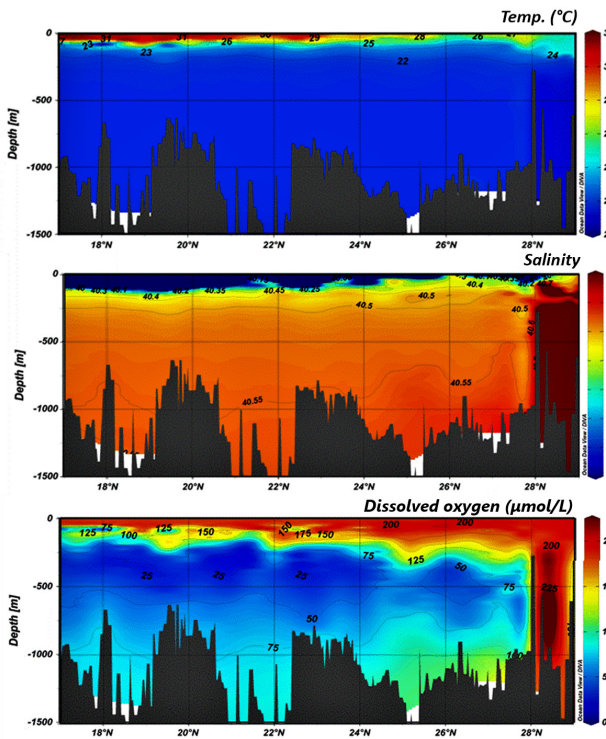 Temp. (°C)
0
-500
-1000
-1500
Depth [m]
23
31
31
23
26
29
25
28
26
22
24
18°N
20°N
22°N
24°N
26°N
28°N
Ocean Data View / DIVA
Salinity
0
-500
-1000
-1500
Depth [m]
40.4
40.2
40.35
40.45
40.25
40.5
40.5
40.4
40.5
40.55
40.55
18°N
20°N
22°N
24°N
26°N
28°N
Ocean Data View / DIVA
Dissolved oxygen (µmol/L)
0
-500
-1000
-1500
Depth [m]
125
75
100
125
150
150
175
150
200
200
200
75
125
50
25
25
25
75
225
50
75
18°N
20°N
22°N
24°N
26°N
28°N
Ocean Data View / DIVA